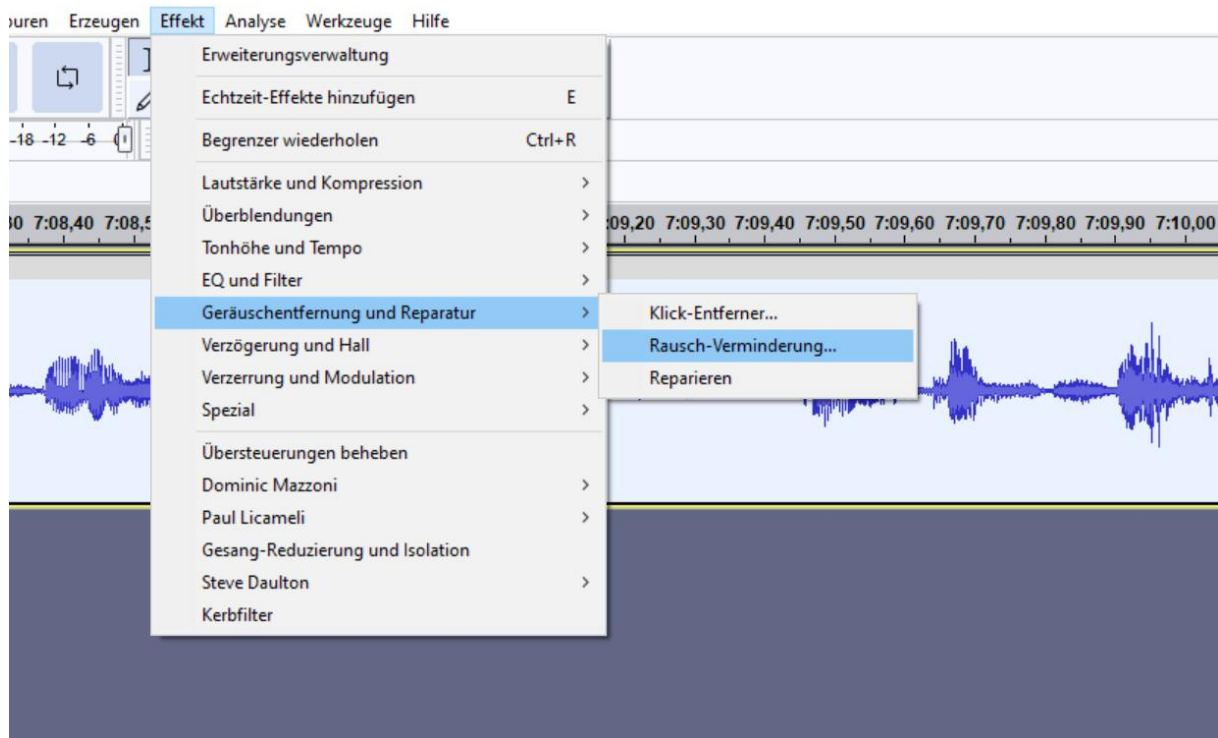 Erzeugen Effekt Analyse Werkzeuge Hilfe
Erweiterungsverwaltung
Echtzeit-Effekte hinzufügen E
-18 -12 -6
Begrenzer wiederholen Ctrl+R
Lautstärke und Kompression
7:08,40 7:09,30 7:09,40 7:09,50 7:09,60 7:09,70 7:09,80 7:09,90 7:10,00
Überblendungen
Tonhöhe und Tempo
EQ und Filter
Geräuschentfernung und Reparatur
Klick-Entferner...
Verzögerung und Hall
Rausch-Verminderung...
Verzerrung und Modulation
Reparieren
Spezial
Übersteuerungen beheben
Dominic Mazzoni
Paul Licameli
Gesang-Reduzierung und Isolation
Steve Daulton
Kerbfilter